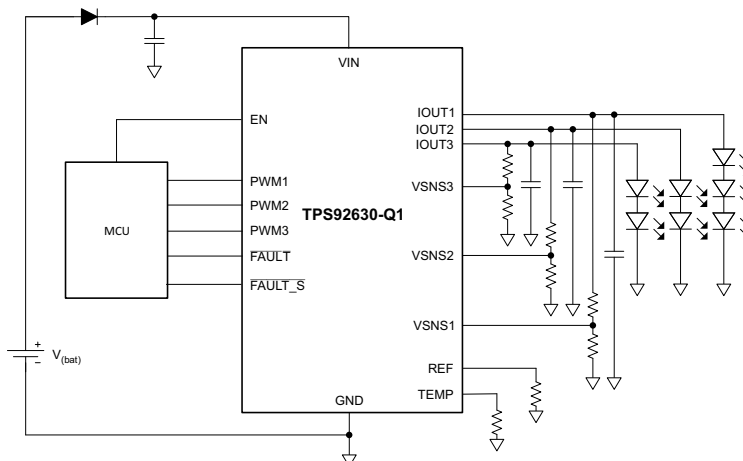 VIN
EN
IOUT1
IOUT2
IOUT3
MCU
PWM1
PWM2
PWM3
FAULT
FAULT_S
TPS92630-Q1
VSNS3
VSNS2
VSNS1
REF
TEMP
GND
+
V(bat)
−